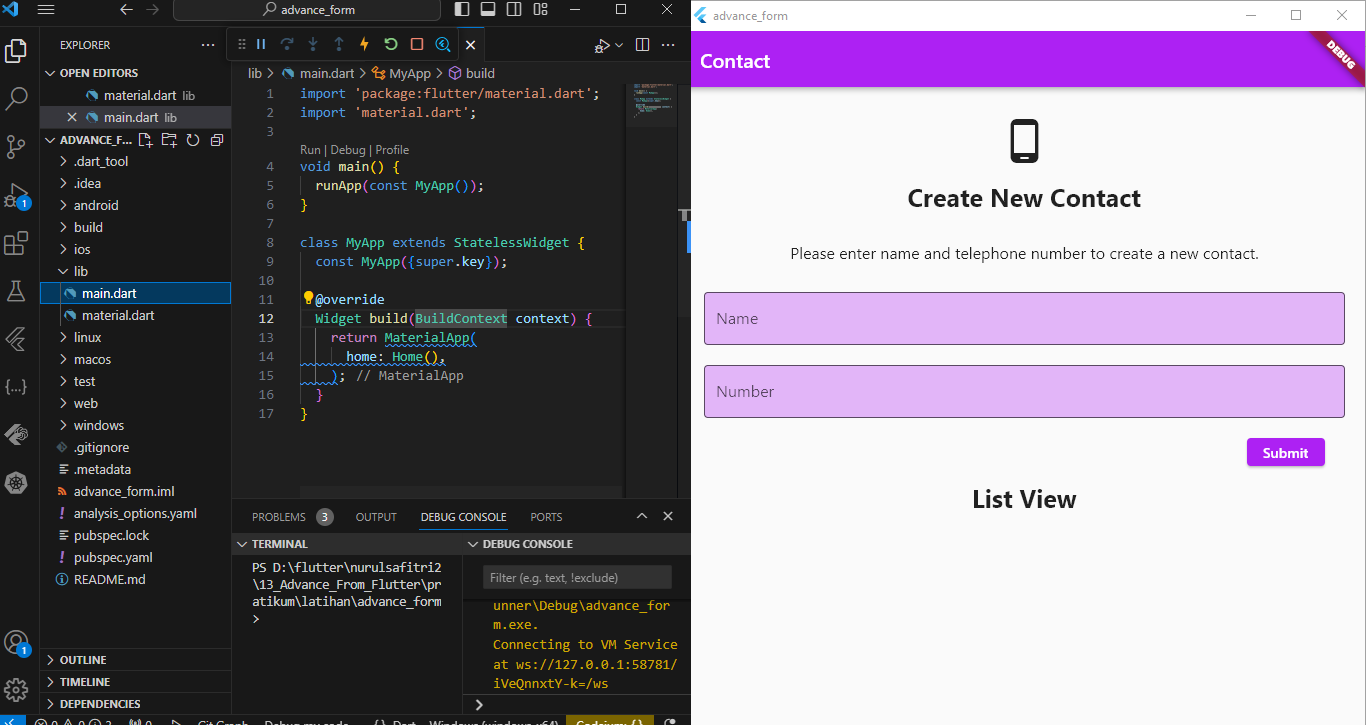 advance_form
EXPLORER
OPEN EDITORS
material.dart lib
main.dart lib
ADVANCE_F...
.dart_tool
.idea
android
build
ios
lib
main.dart
material.dart
linux
macos
test
web
windows
.gitignore
.metadata
advance_form.iml
analysis_options.yaml
pubspec.lock
pubspec.yaml
README.md
OUTLINE
TIMELINE
DEPENDENCIES
1
1
lib > main.dart > MyApp > build
1 import 'package:flutter/material.dart';
2 import 'material.dart';
3
Run | Debug | Profile
4 void main() {
5 runApp(const MyApp());
6 }
7
8 class MyApp extends StatelessWidget {
9 const MyApp({super.key});
10
11 @override
12 Widget build(BuildContext context) {
13 return MaterialApp(
14 home: Home(),
15 ); // MaterialApp
16 }
17 }
PROBLEMS 3 OUTPUT DEBUG CONSOLE PORTS
TERMINAL
PS D:\flutter\nurulsafitri2
\13_Advance_From_Flutter\pr
atikum\latihan\advance_form
>
DEBUG CONSOLE
Filter (e.g. text, !exclude)
unner\Debug\advance_for
m.exe.
Connecting to VM Service
at ws://127.0.0.1:58781/
iVeQnnxtY-k=/ws
advance_form
Contact
DEBUG
Create New Contact
Please enter name and telephone number to create a new contact.
Name
Number
Submit
List View